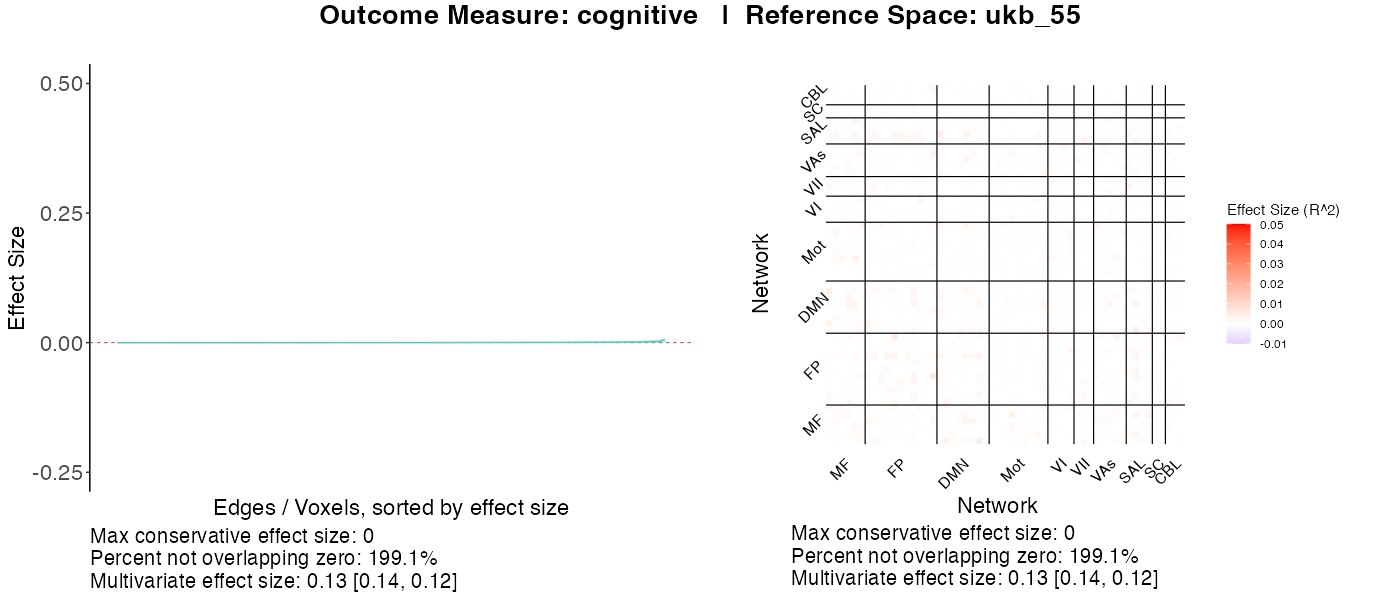 Outcome Measure: cognitive | Reference Space: ukb_55
0.50
0.25
0.00
-0.25
Effect Size
Edges / Voxels, sorted by effect size
Max conservative effect size: 0
Percent not overlapping zero: 199.1%
Multivariate effect size: 0.13 [0.14, 0.12]
CBL
SC
SAL
VAs
VII
VI
Mot
DMN
FP
MF
Network
MF
FP
DMN
Mot
VI
VII
VAs
SAL
SC
CBL
Network
Max conservative effect size: 0
Percent not overlapping zero: 199.1%
Multivariate effect size: 0.13 [0.14, 0.12]
Effect Size (R^2)
0.05
0.04
0.03
0.02
0.01
0.00
-0.01